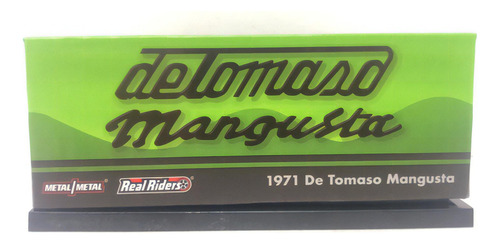 deTomaso
Mangusta
METAL/METAL Real Riders 1971 De Tomaso Mangusta